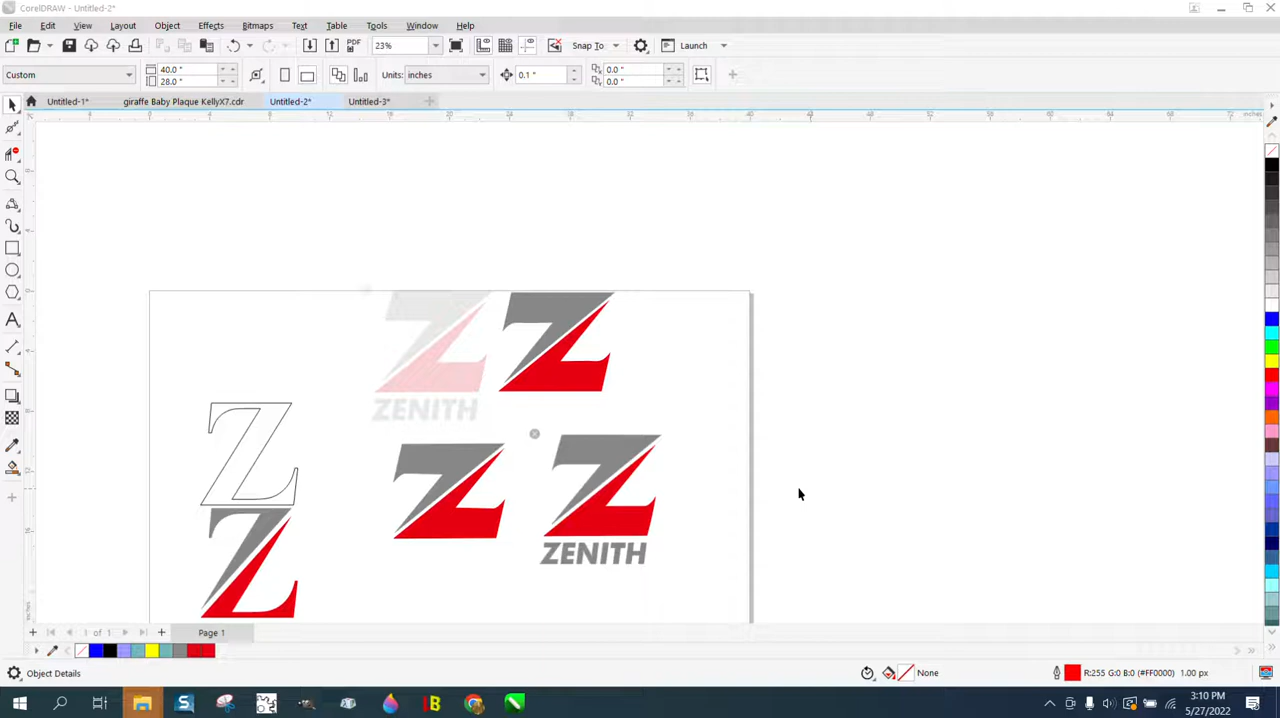 CorelDRAW - Untitled-2*
File Edit View Layout Object Effects Bitmaps Text Table Tools Window Help
PDF 23% Snap To Launch
Custom 40.0 " 28.0 " Units: inches 0.1 " 0.0 " 0.0 "
Untitled-1* giraffe Baby Plaque KellyX7.cdr Untitled-2* Untitled-3*
Z Z
ZENITH
Z
Z Z
ZENITH
Z
1 of 1 Page 1
Object Details None R:255 G:0 B:0 (#FF0000) 1.00 px
3:10 PM
5/27/2022